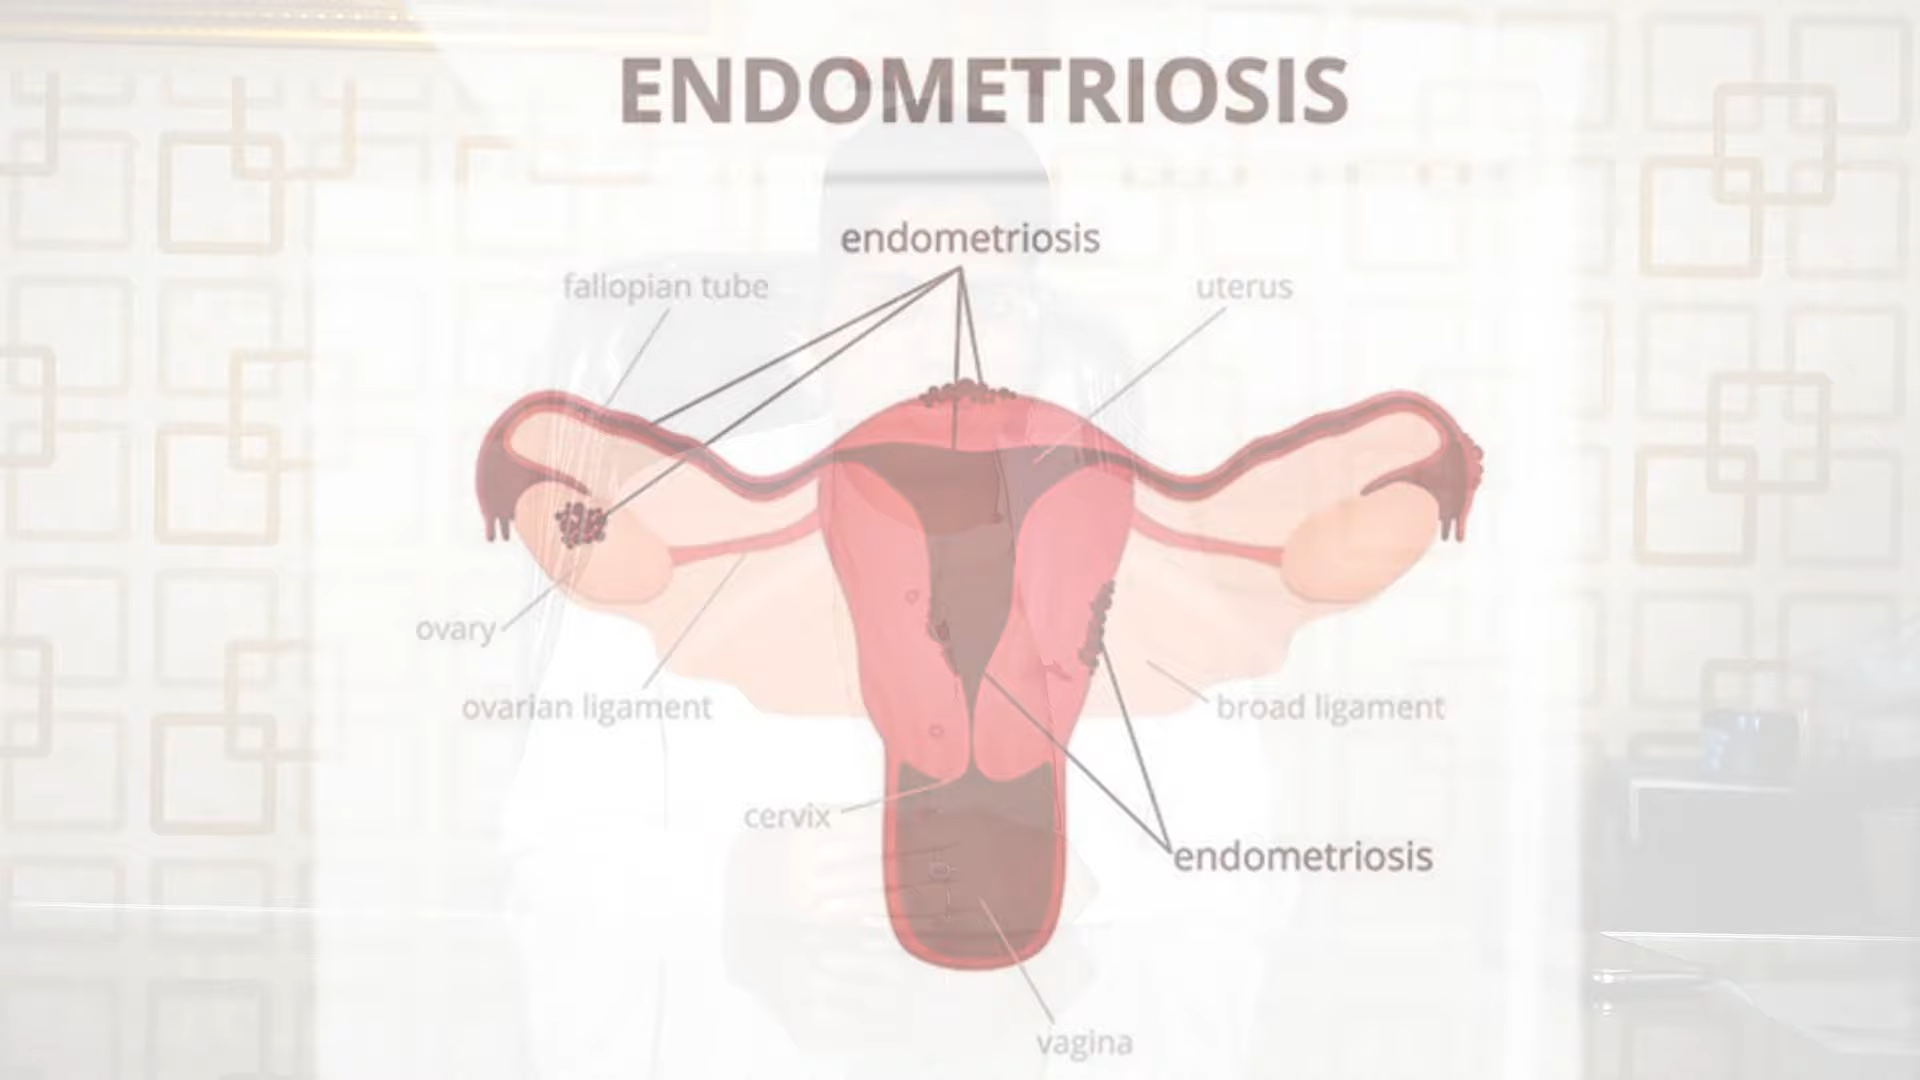 ENDOMETRIOSIS
endometriosis
fallopian tube
uterus
ovary
ovarian ligament
broad ligament
cervix
endometriosis
vagina